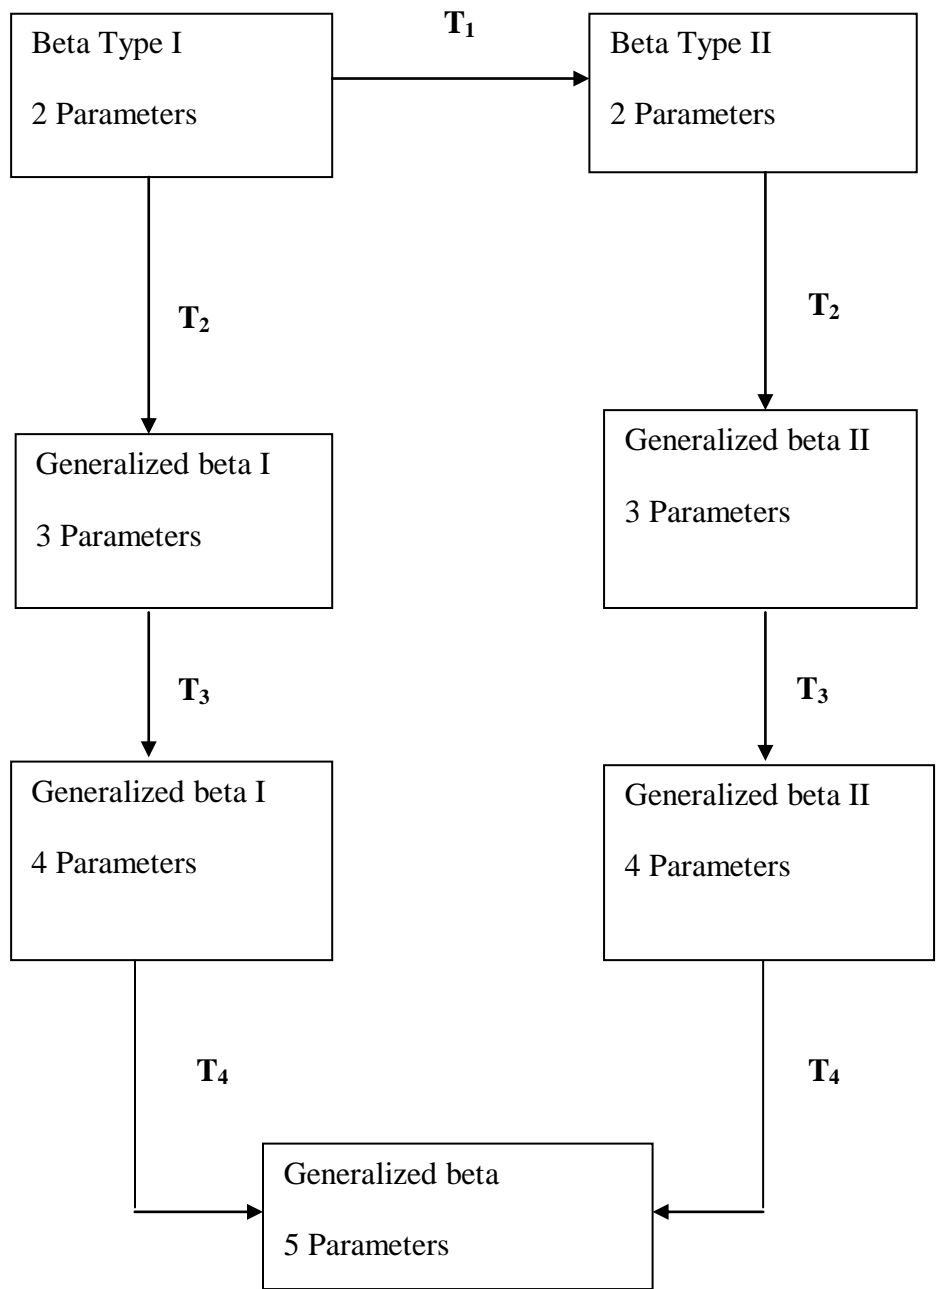 T₁
Beta Type I
2 Parameters
Beta Type II
2 Parameters
T₂
T₂
Generalized beta I
3 Parameters
Generalized beta II
3 Parameters
T₃
T₃
Generalized beta I
4 Parameters
Generalized beta II
4 Parameters
T₄
T₄
Generalized beta
5 Parameters